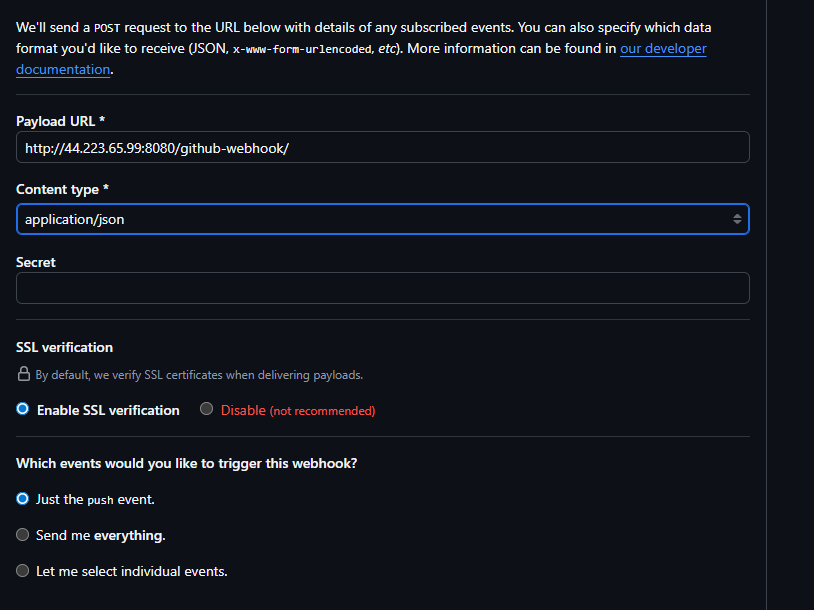 We'll send a POST request to the URL below with details of any subscribed events. You can also specify which data
format you'd like to receive (JSON, x-www-form-urlencoded, etc). More information can be found in our developer
documentation.
Payload URL *
http://44.223.65.99:8080/github-webhook/
Content type *
application/json
Secret
SSL verification
By default, we verify SSL certificates when delivering payloads.
Enable SSL verification Disable (not recommended)
Which events would you like to trigger this webhook?
Just the push event.
Send me everything.
Let me select individual events.